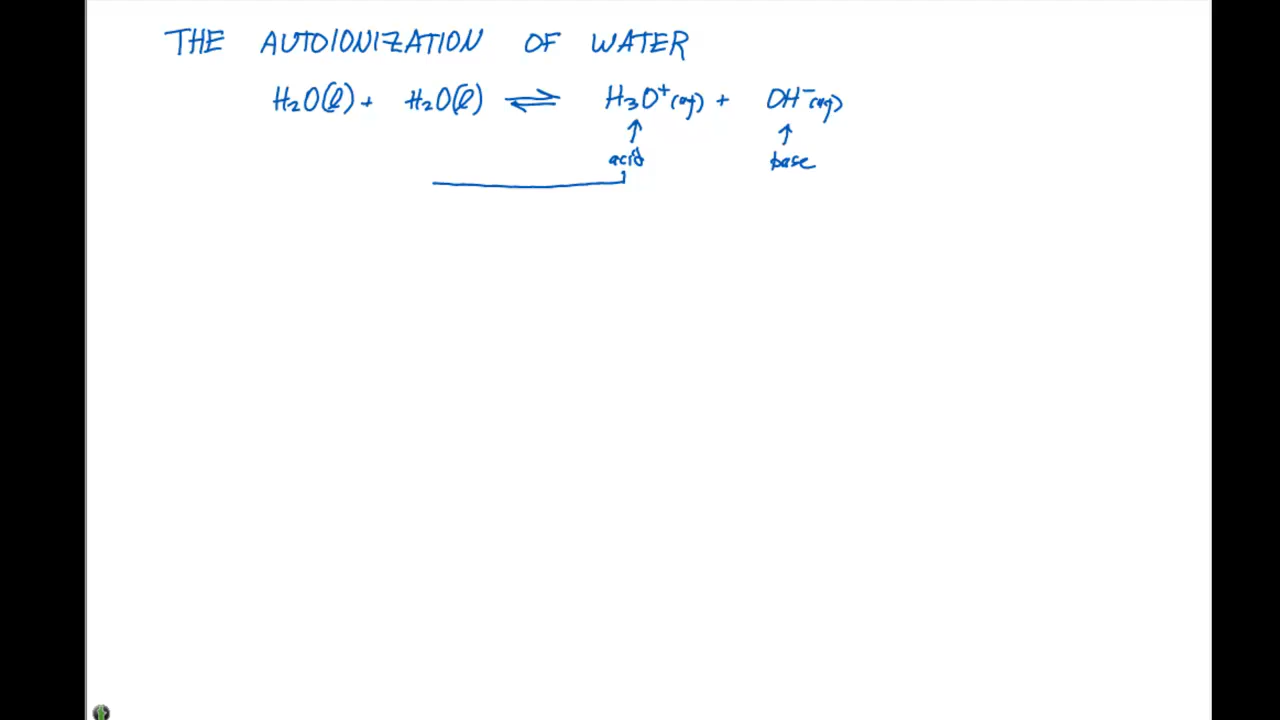 THE AUTOIONIZATION OF WATER
H₂O(l) + H₂O(l) ⇌ H₃O⁺(aq) + OH⁻(aq)
↑ ↑
acid base